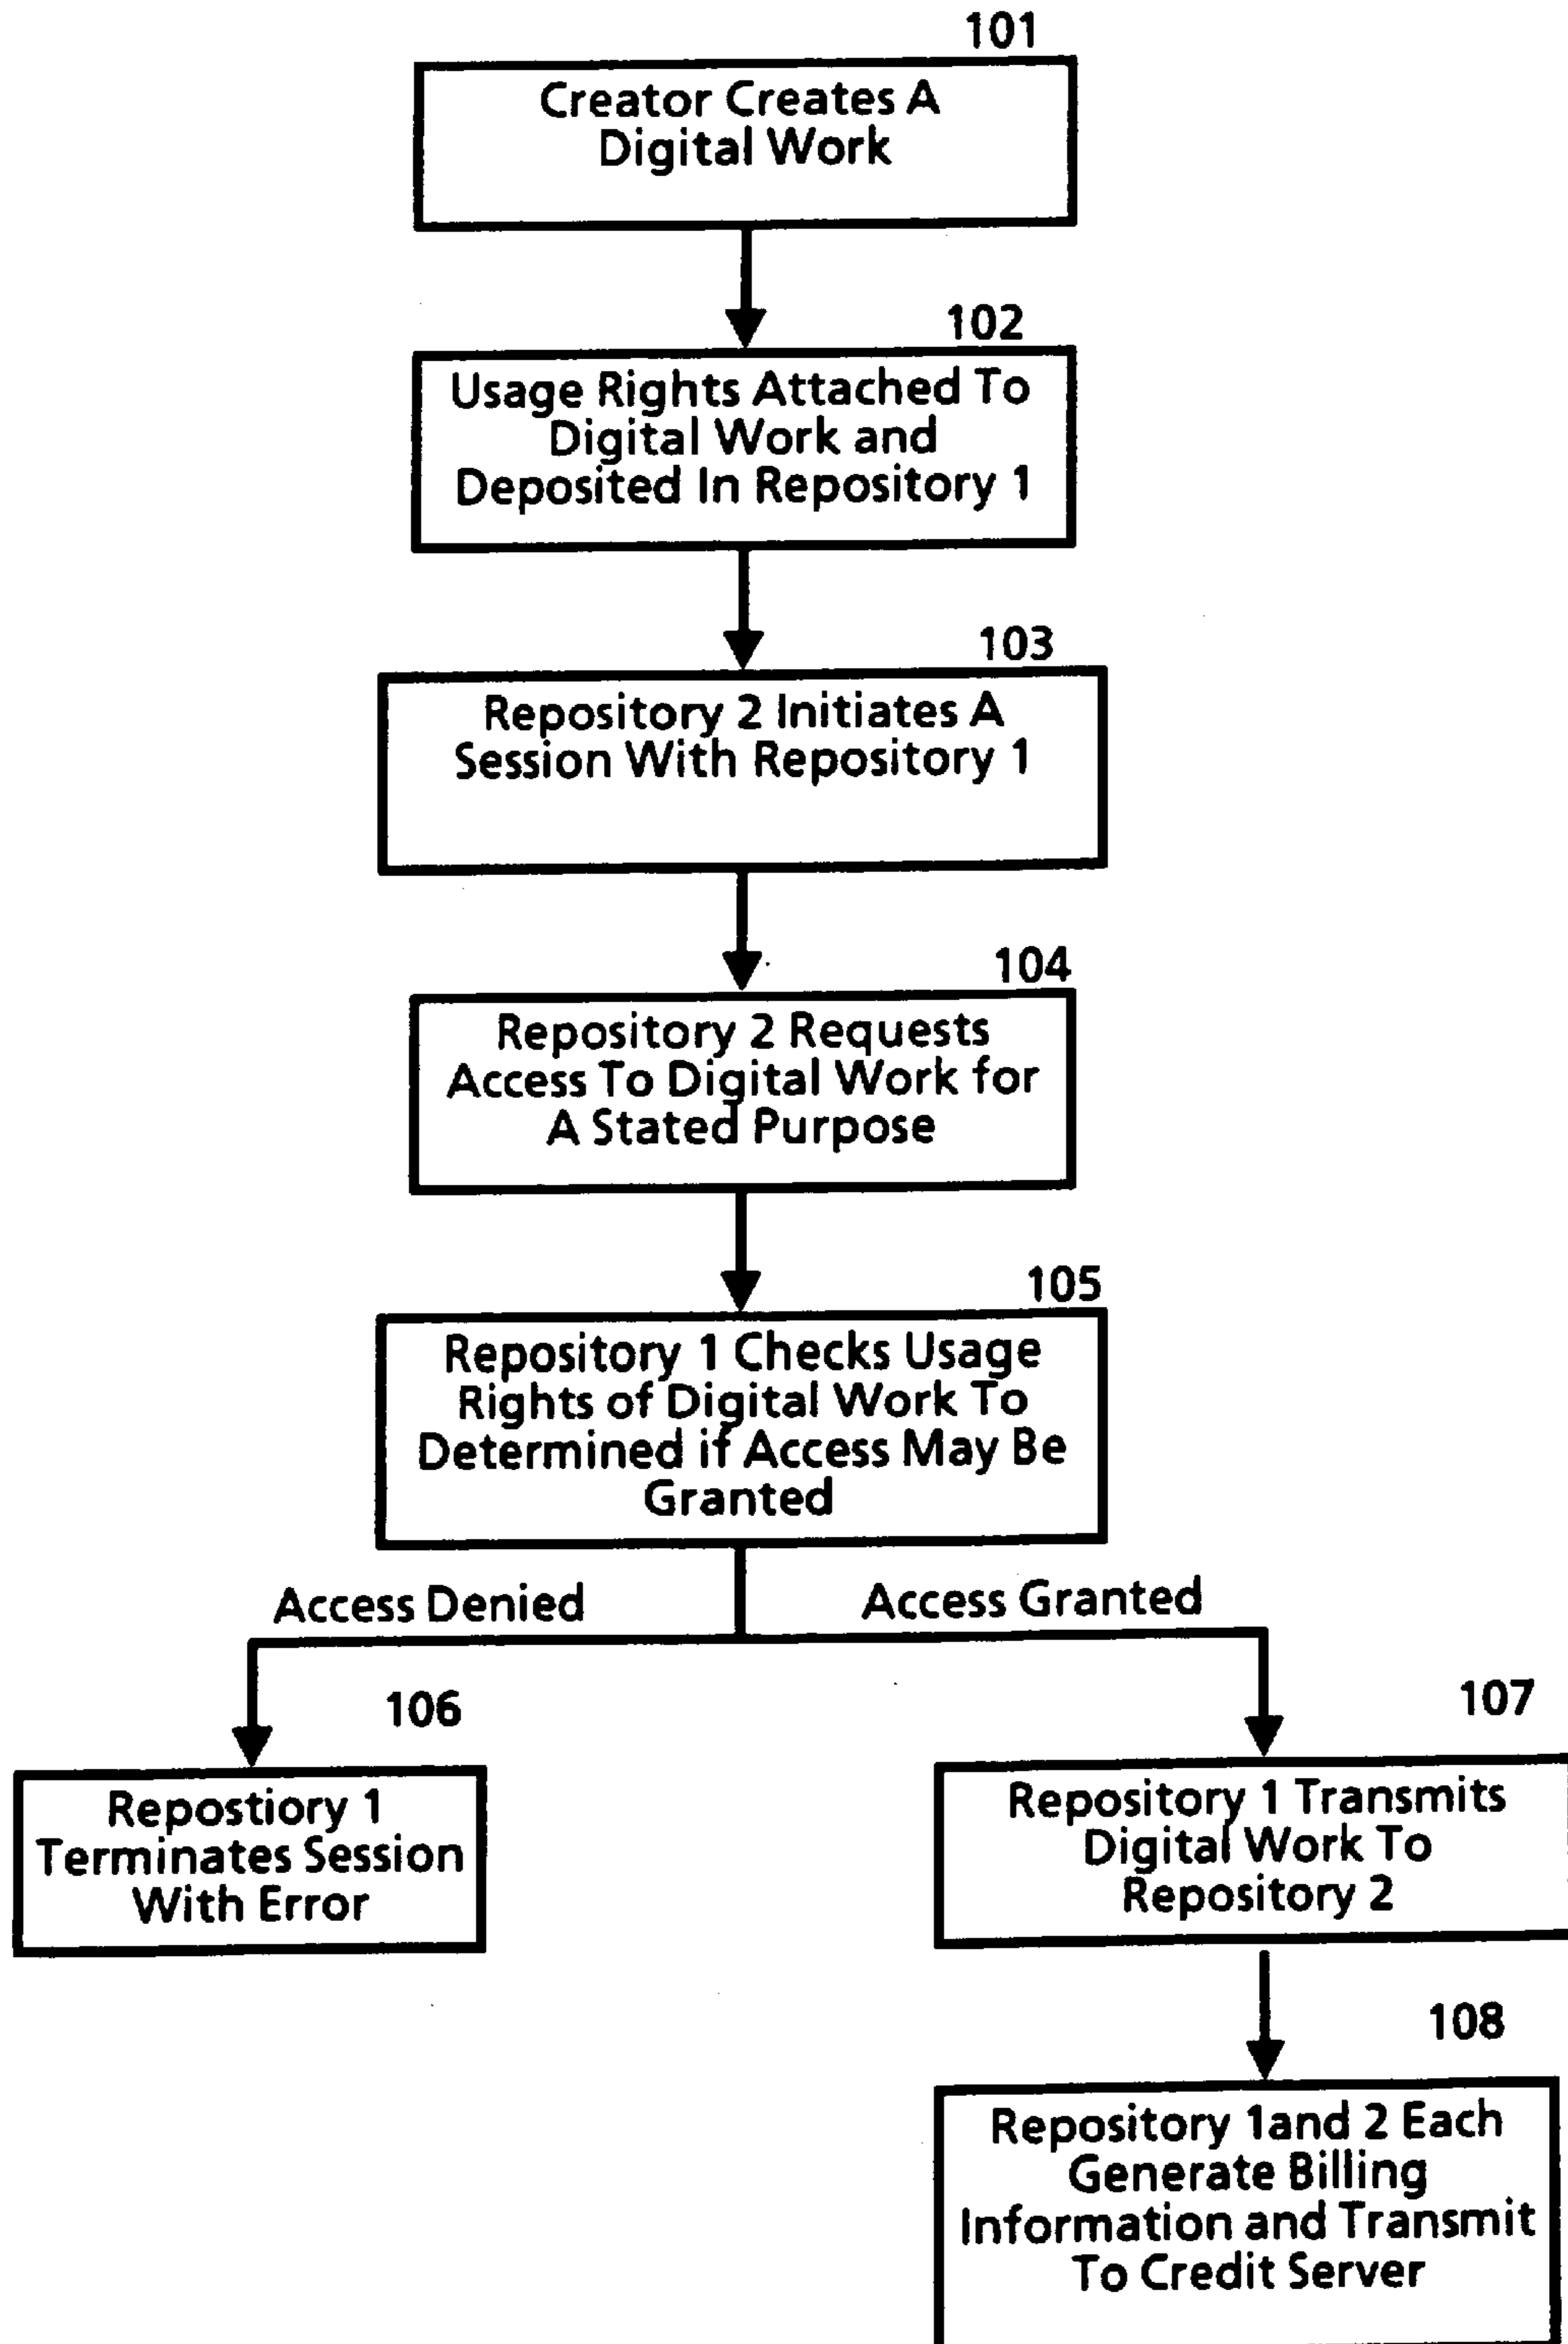 101
Creator Creates A
Digital Work
102
Usage Rights Attached To
Digital Work and
Deposited In Repository 1
103
Repository 2 Initiates A
Session With Repository 1
104
Repository 2 Requests
Access To Digital Work for
A Stated Purpose
105
Repository 1 Checks Usage
Rights of Digital Work To
Determined if Access May Be
Granted
Access Denied
Access Granted
106
Repostiory 1
Terminates Session
With Error
107
Repository 1 Transmits
Digital Work To
Repository 2
108
Repository 1and 2 Each
Generate Billing
Information and Transmit
To Credit Server